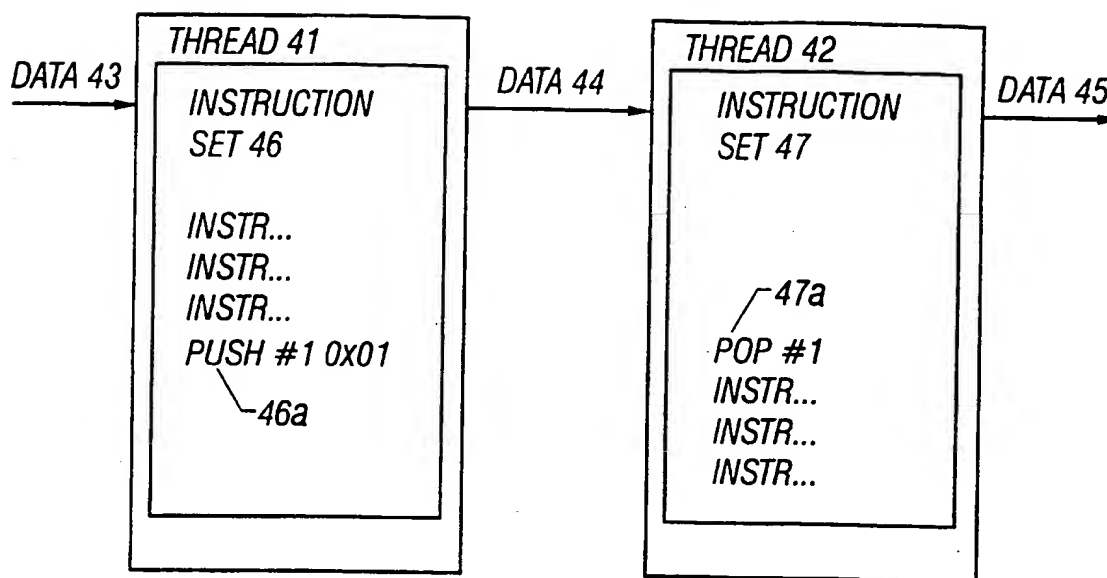 DATA 43
THREAD 41
INSTRUCTION
SET 46
INSTR...
INSTR...
INSTR...
PUSH #1 0X01
46a
DATA 44
THREAD 42
INSTRUCTION
SET 47
47a
POP #1
INSTR...
INSTR...
INSTR...
DATA 45